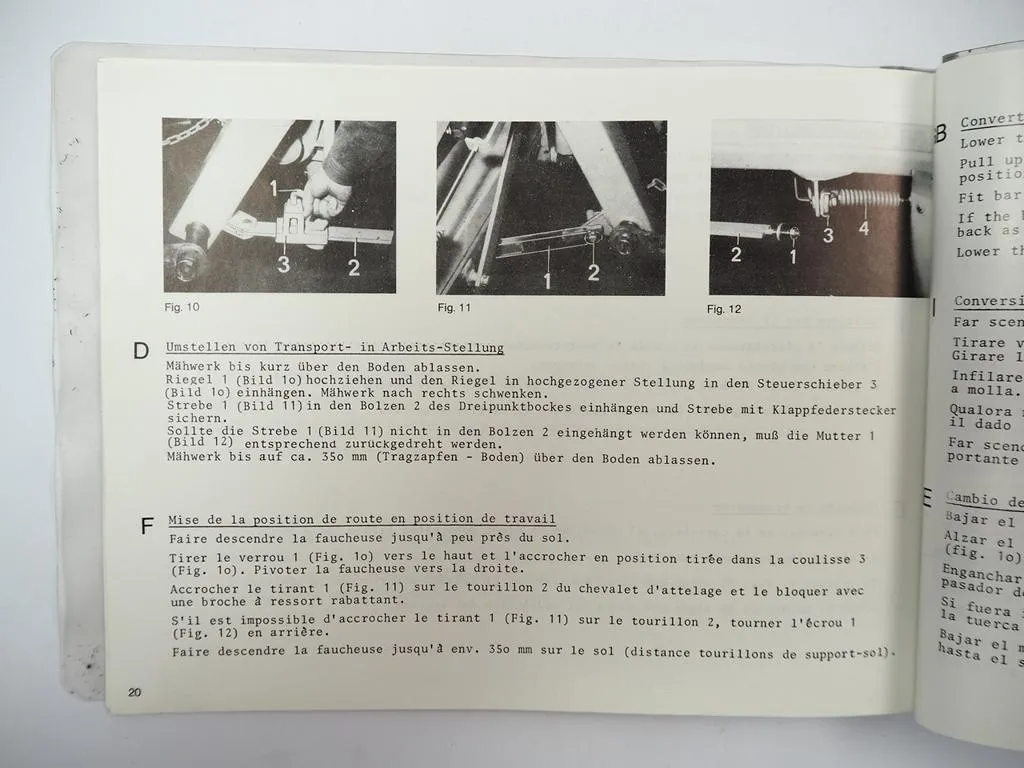 1
3
2
1
2
2
1
3
4
Fig. 10
Fig. 11
Fig. 12
D
Umstellen von Transport- in Arbeits-Stellung
Mähwerk bis kurz über den Boden ablassen.
Riegel 1 (Bild 1o) hochziehen und den Riegel in hochgezogener Stellung in den Steuerschieber 3
(Bild 1o) einhängen. Mähwerk nach rechts schwenken.
Strebe 1 (Bild 11) in den Bolzen 2 des Dreipunktbockes einhängen und Strebe mit Klappfederstecker
sichern.
Sollte die Strebe 1 (Bild 11) nicht in den Bolzen 2 eingehängt werden können, muß die Mutter 1
(Bild 12) entsprechend zurückgedreht werden.
Mähwerk bis auf ca. 35o mm (Tragzapfen - Boden) über den Boden ablassen.
F
Mise de la position de route en position de travail
Faire descendre la faucheuse jusqu'à peu près du sol.
Tirer le verrou 1 (Fig. 1o) vers le haut et l'accrocher en position tirée dans la coulisse 3
(Fig. 1o). Pivoter la faucheuse vers la droite.
Accrocher le tirant 1 (Fig. 11) sur le tourillon 2 du chevalet d'attelage et le bloquer avec
une broche à ressort rabattant.
S'il est impossible d'accrocher le tirant 1 (Fig. 11) sur le tourillon 2, tourner l'écrou 1
(Fig. 12) en arrière.
Faire descendre la faucheuse jusqu'à env. 35o mm sur le sol (distance tourillons de support-sol).
20
Convert
Lower t
Pull up
positio
Fit bar
If the
back as
Lower th
I
Conversi
Far scen
Tirare v
Girare l
Infilare
a molla.
Qualora
il dado
Far scend
portante
E
Cambio de
Bajar el
Alzar el
(fig. 1o)
Enganchar
pasador de
Si fuera
la tuerca
Bajar el m
hasta el s